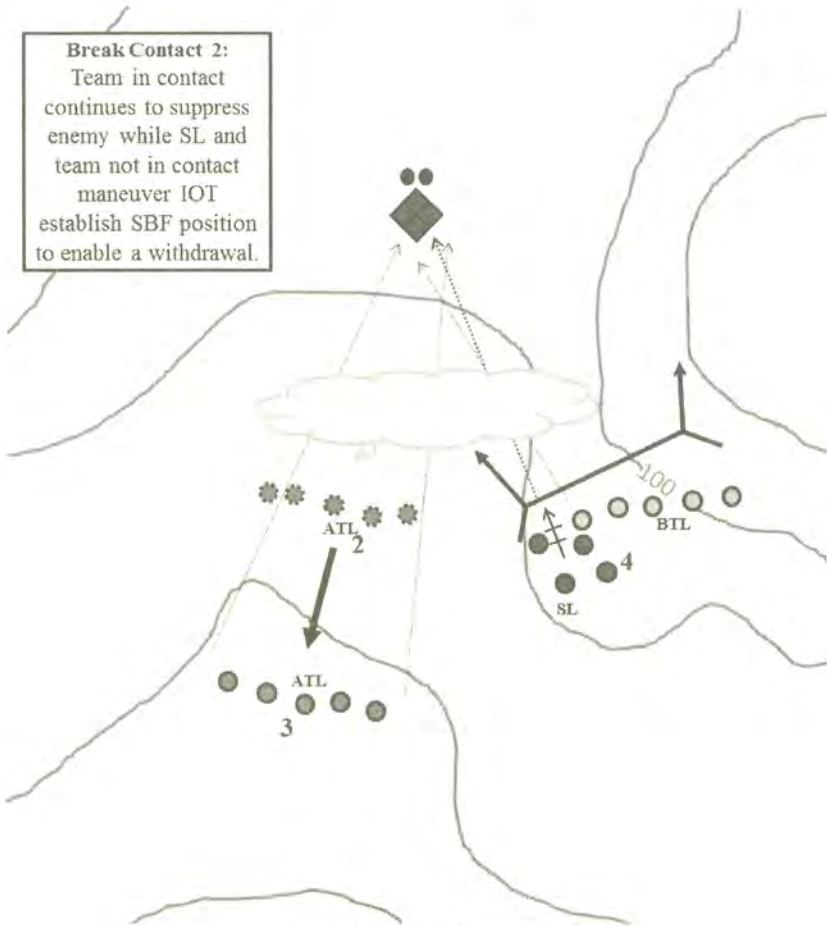 Break Contact 2:
Team in contact
continues to suppress
enemy while SL and
team not in contact
maneuver IOT
establish SBF position
to enable a withdrawal.
100
BTL
ATL
2
4
SL
ATL
3